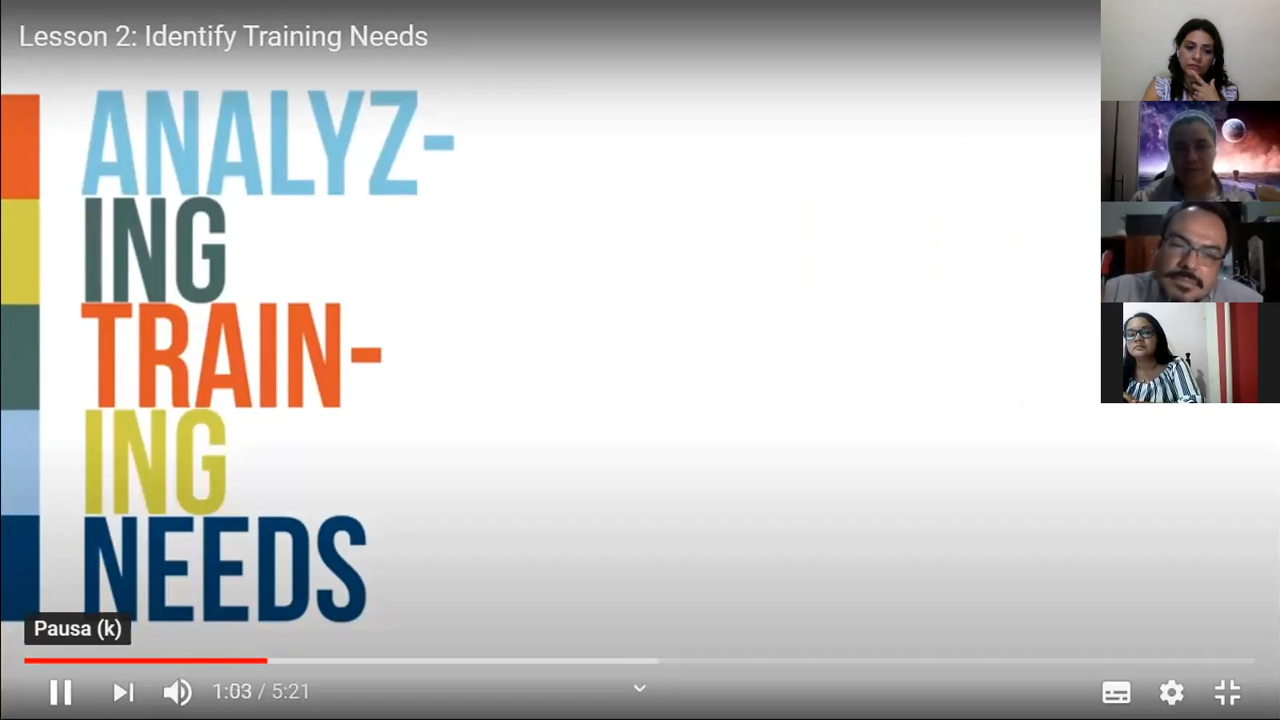 Lesson 2: Identify Training Needs
ANALYZ-
ING
TRAIN-
ING
NEEDS
Pausa (k)
1:03 / 5:21